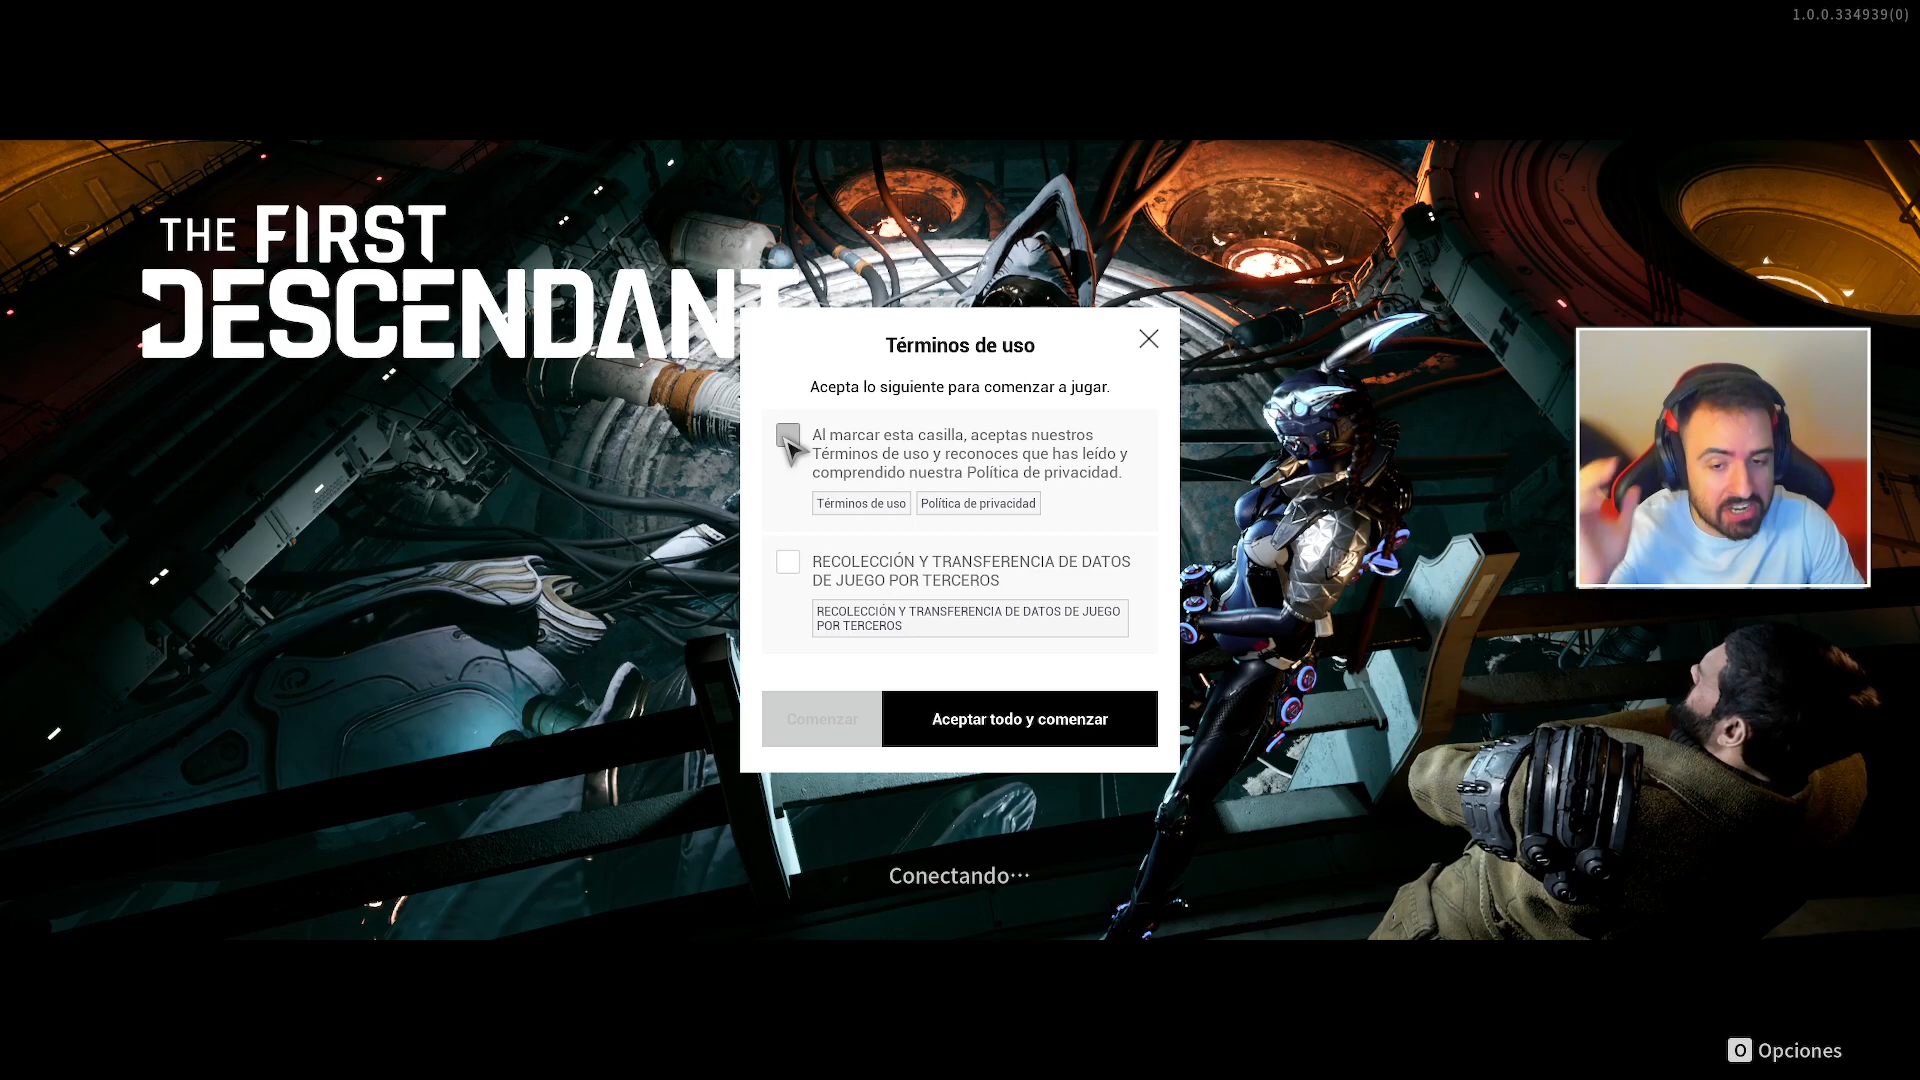 1.0.0.334939(0)
THE FIRST
DESCENDANT
Términos de uso
Acepta lo siguiente para comenzar a jugar.
Al marcar esta casilla, aceptas nuestros
Términos de uso y reconoces que has leído y
comprendido nuestra Política de privacidad.
Términos de uso Política de privacidad
RECOLECCIÓN Y TRANSFERENCIA DE DATOS
DE JUEGO POR TERCEROS
RECOLECCIÓN Y TRANSFERENCIA DE DATOS DE JUEGO
POR TERCEROS
Comenzar Aceptar todo y comenzar
Conectando···
O Opciones